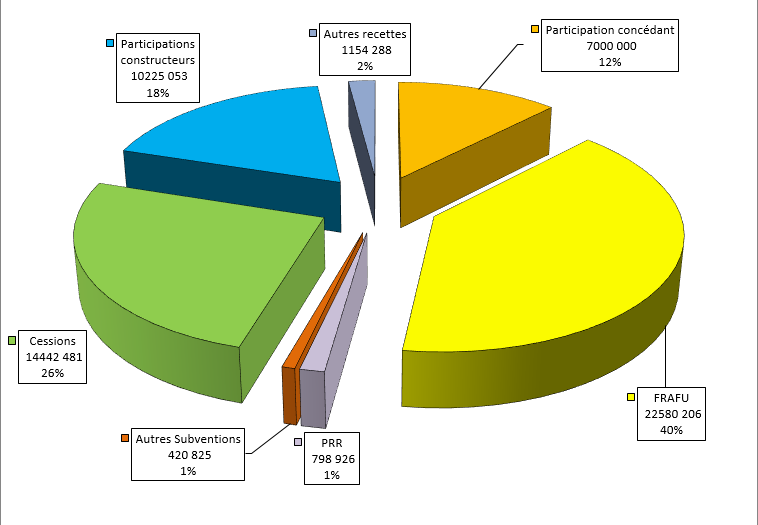 Autres recettes
1154 288
2%
Participation concédant
7000 000
12%
Participations
constructeurs
10225 053
18%
Cessions
14442 481
26%
FRAFU
22580 206
40%
Autres Subventions
420 825
1%
PRR
798 926
1%